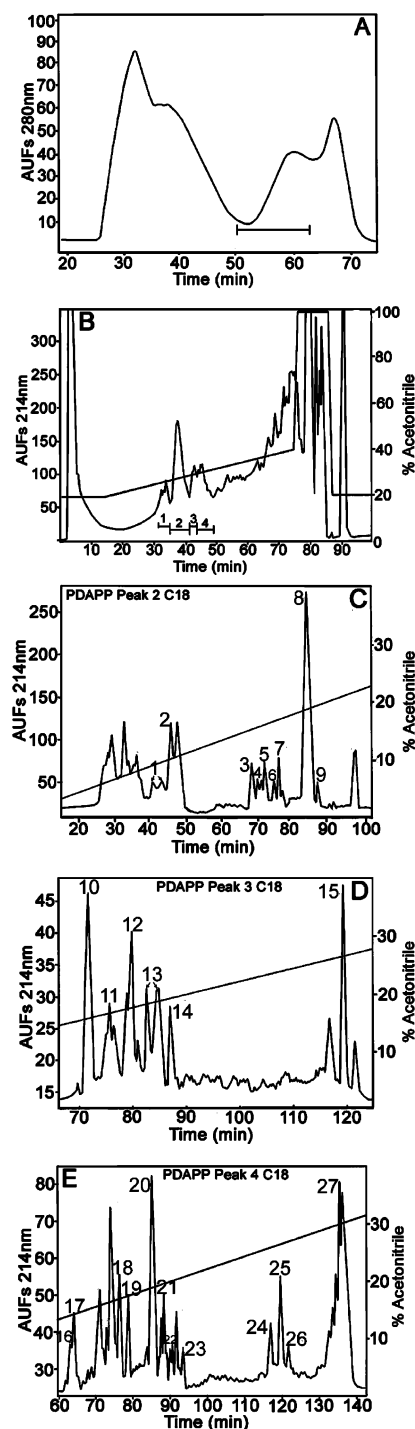 A
100
90
80
70
60
50
40
30
20
10
AUFs 280nm
20 30 40 50 60 70
Time (min)
B
300
250
200
150
100
50
AUFs 214nm
100
80
60
40
20
0
% Acetonitrile
1 2 3 4
10 20 30 40 50 60 70 80 90
Time (min)
PDAPP Peak 2 C18
C
250
200
150
100
50
AUFs 214nm
30
20
10
% Acetonitrile
1 2 3 4 5 6 7 8 9
20 30 40 50 60 70 80 90 100
Time (min)
PDAPP Peak 3 C18
D
45
40
35
30
25
20
15
AUFs 214nm
30
20
10
% Acetonitrile
10 11 12 13 14 15
70 80 90 100 110 120
Time (min)
E
PDAPP Peak 4 C18
80
70
60
50
40
30
AUFs 214nm
30
20
10
% Acetonitrile
16 17 18 19 20 21 22 23 24 25 26 27
60 70 80 90 100 110 120 130 140
Time (min)